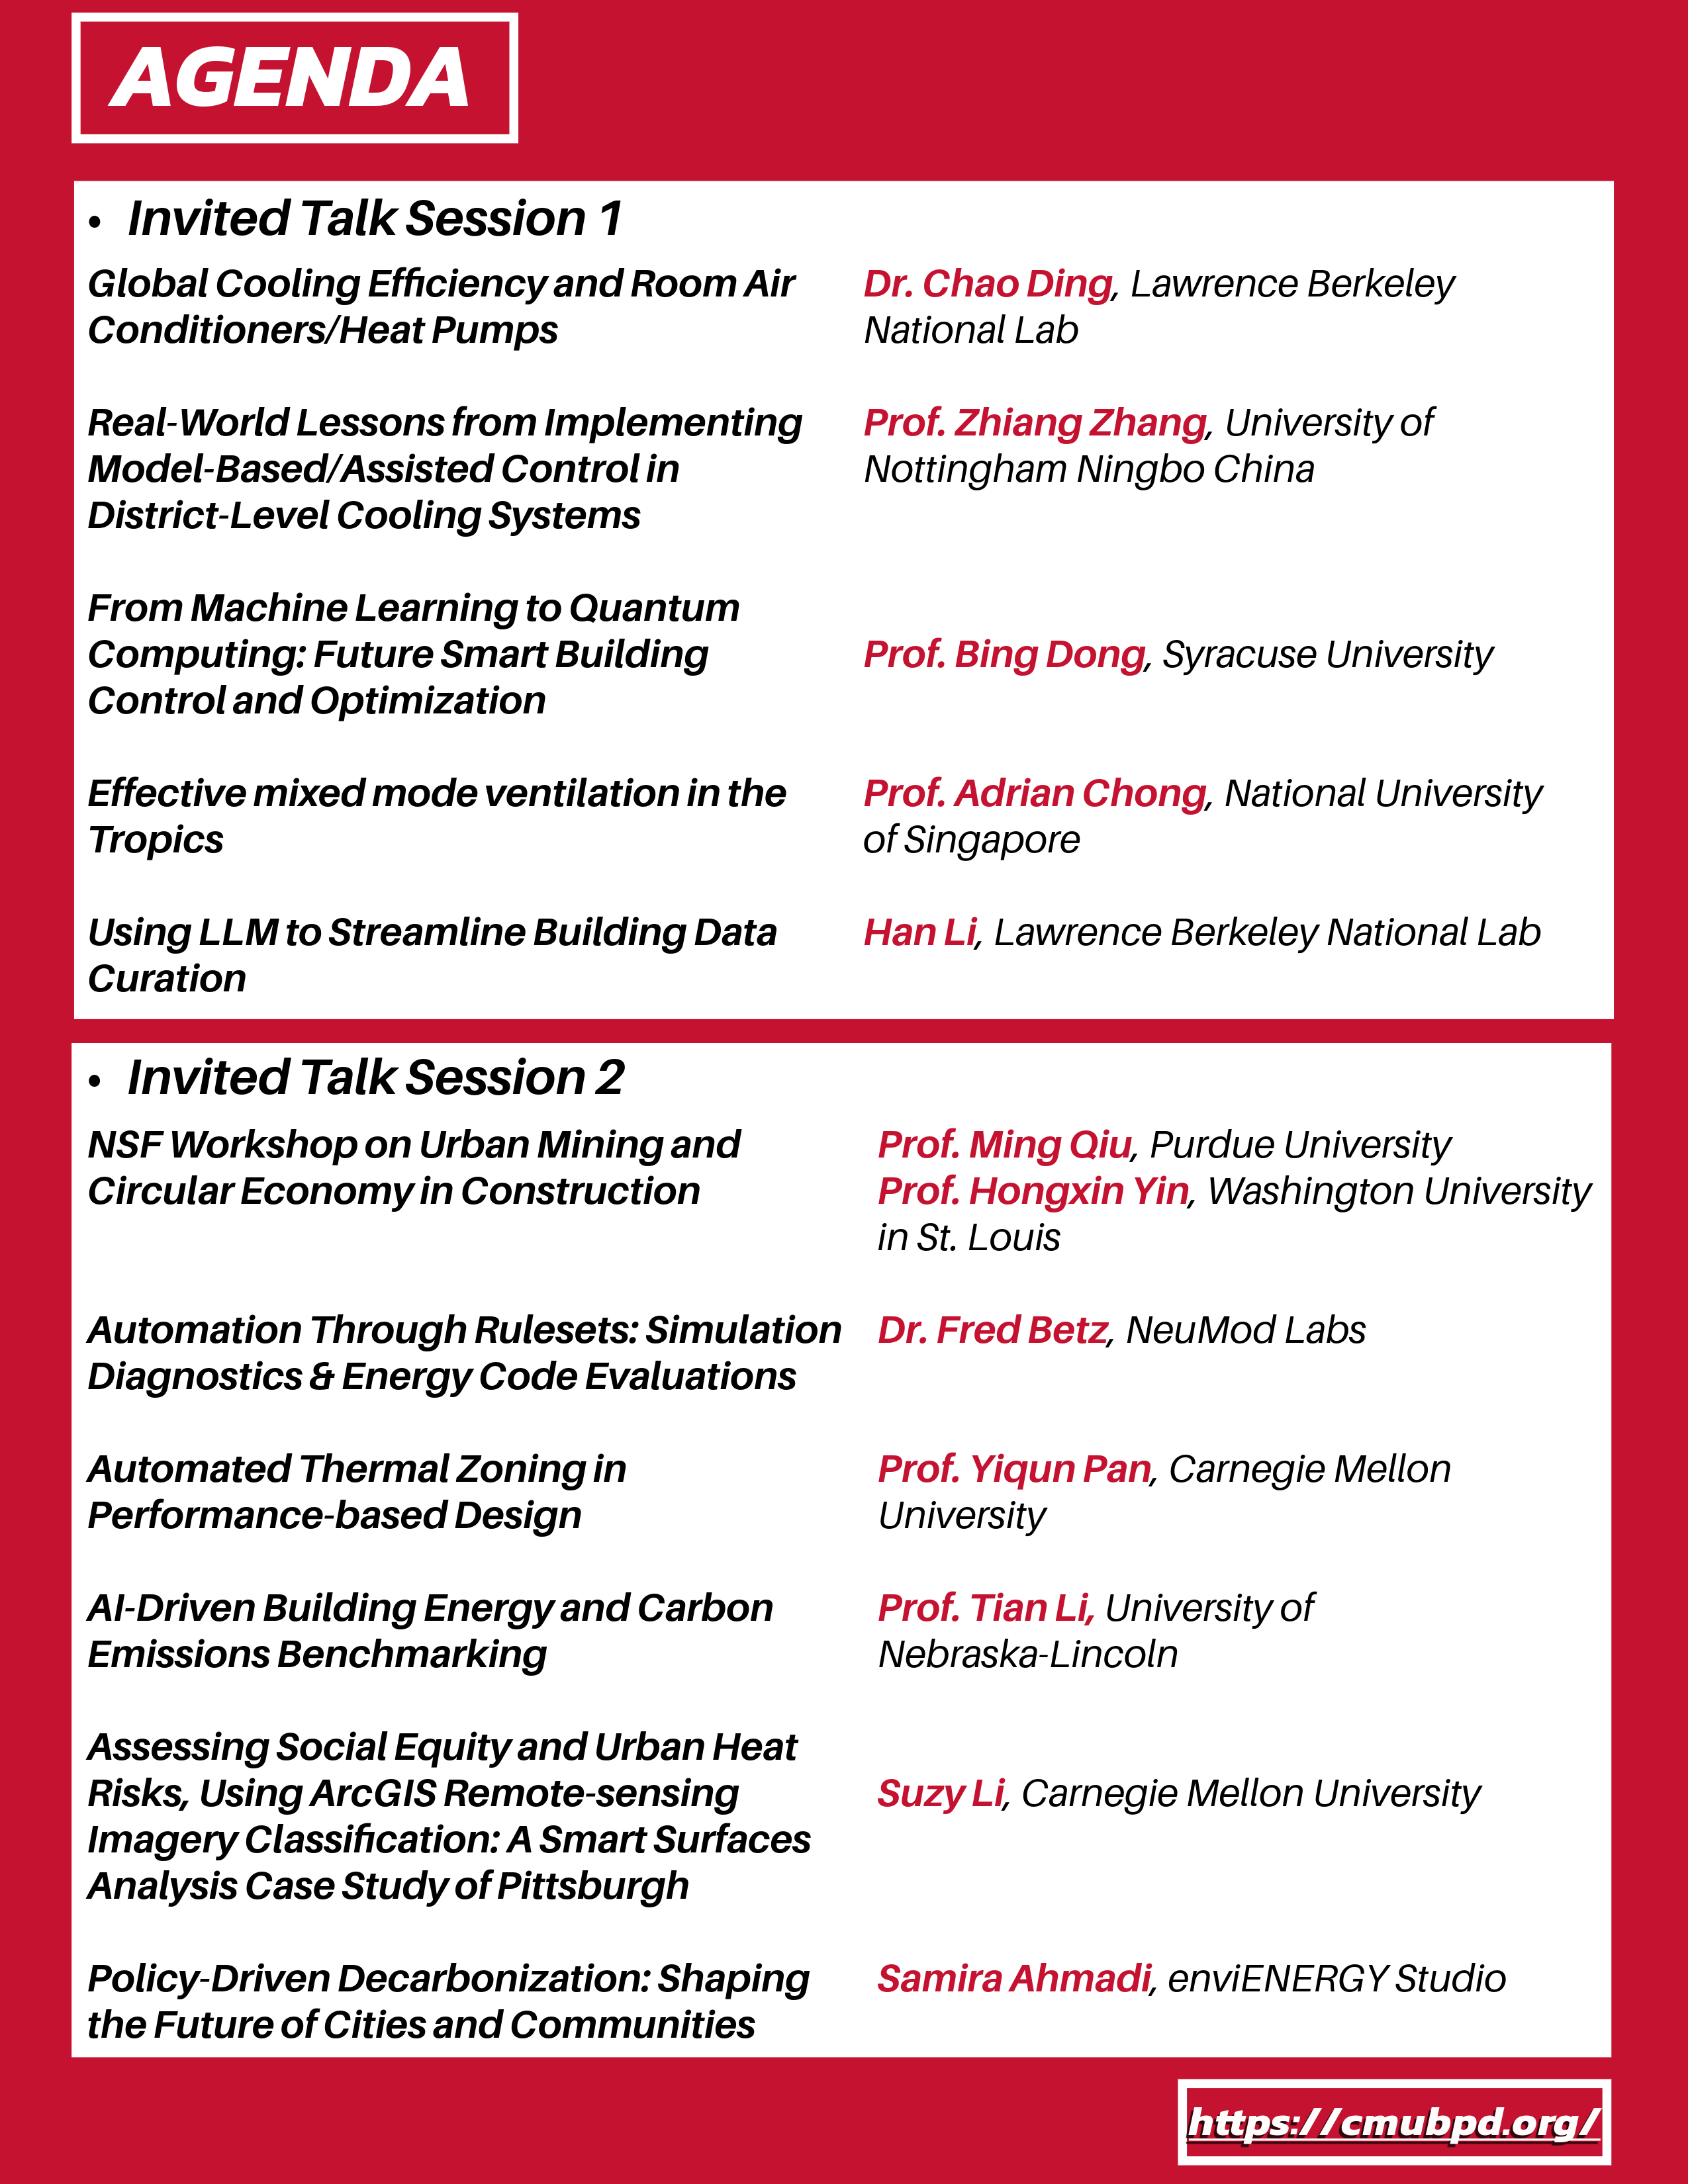 AGENDA
• Invited Talk Session 1
Global Cooling Efficiency and Room Air
Conditioners/Heat Pumps
Dr. Chao Ding, Lawrence Berkeley
National Lab
Real-World Lessons from Implementing
Model-Based/Assisted Control in
District-Level Cooling Systems
Prof. Zhiang Zhang, University of
Nottingham Ningbo China
From Machine Learning to Quantum
Computing: Future Smart Building
Control and Optimization
Prof. Bing Dong, Syracuse University
Effective mixed mode ventilation in the
Tropics
Prof. Adrian Chong, National University
of Singapore
Using LLM to Streamline Building Data
Curation
Han Li, Lawrence Berkeley National Lab
• Invited Talk Session 2
NSF Workshop on Urban Mining and
Circular Economy in Construction
Prof. Ming Qiu, Purdue University
Prof. Hongxin Yin, Washington University
in St. Louis
Automation Through Rulesets: Simulation
Diagnostics & Energy Code Evaluations
Dr. Fred Betz, NeuMod Labs
Automated Thermal Zoning in
Performance-based Design
Prof. Yiqun Pan, Carnegie Mellon
University
AI-Driven Building Energy and Carbon
Emissions Benchmarking
Prof. Tian Li, University of
Nebraska-Lincoln
Assessing Social Equity and Urban Heat
Risks, Using ArcGIS Remote-sensing
Imagery Classification: A Smart Surfaces
Analysis Case Study of Pittsburgh
Suzy Li, Carnegie Mellon University
Policy-Driven Decarbonization: Shaping
the Future of Cities and Communities
Samira Ahmadi, enviENERGY Studio
https://cmubpd.org/